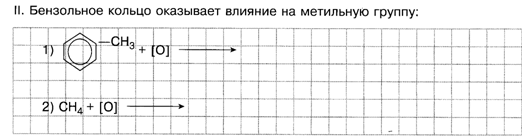 II. Бензольное кольцо оказывает влияние на метильную группу:
1) —CH₃ + [O] ⟶
2) CH₄ + [O] ⟶